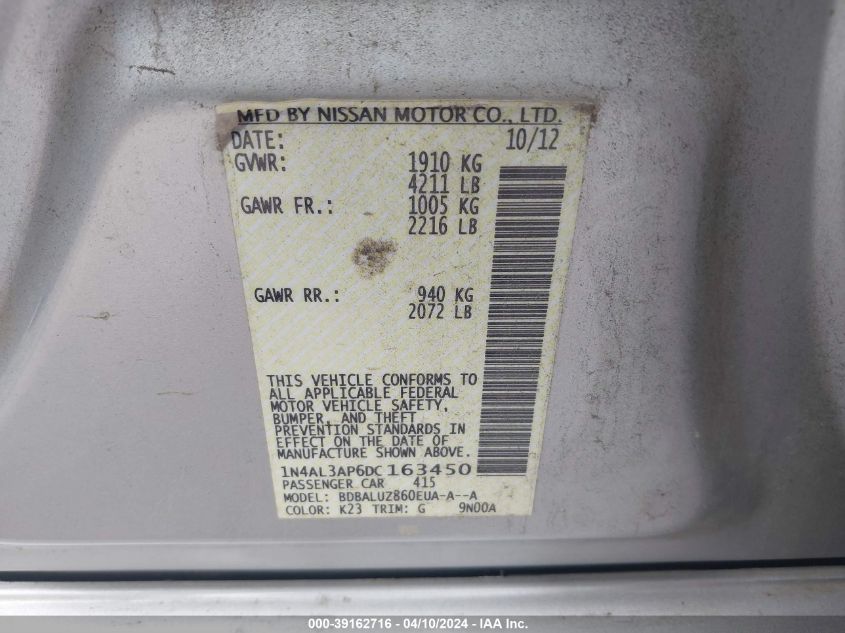 MFD BY NISSAN MOTOR CO., LTD.
DATE: 10/12
GVWR: 1910 KG
4211 LB
GAWR FR.: 1005 KG
2216 LB
GAWR RR.: 940 KG
2072 LB
THIS VEHICLE CONFORMS TO
ALL APPLICABLE FEDERAL
MOTOR VEHICLE SAFETY,
BUMPER, AND THEFT
PREVENTION STANDARDS IN
EFFECT ON THE DATE OF
MANUFACTURE SHOWN ABOVE.
1N4AL3AP6DC 163450
PASSENGER CAR 415
MODEL: BDBALUZ860EUA-A--A
COLOR: K23 TRIM: G 9N00A
000-39162716 - 04/10/2024 - IAA Inc.